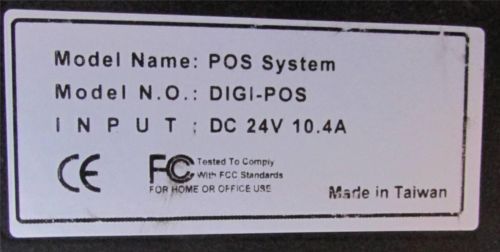 Model Name: POS System
Model N.O.: DIGI-POS
INPUT: DC 24V 10.4A
CE FC Tested To Comply
With FCC Standards
FOR HOME OR OFFICE USE
Made in Taiwan